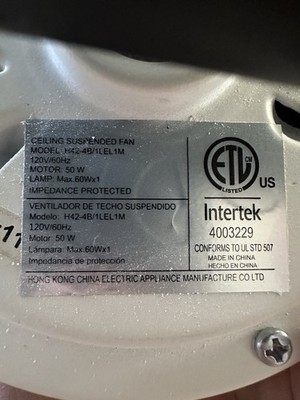 CEILING SUSPENDED FAN
MODEL: H42-4B/1LEL1M
120V/60Hz
MOTOR: 50 W
LAMP: Max.60Wx1
IMPEDANCE PROTECTED
VENTILADOR DE TECHO SUSPENDIDO
Modelo: H42-4B/1LEL1M
120V/60Hz
Motor: 50 W
Lámpara: Max.60Wx1
Impedancia de protección
ETL
CM
LISTED
US
Intertek
4003229
CONFORMS TO UL STD 507
MADE IN CHINA
HECHO EN CHINA
HONG KONG CHINA ELECTRIC APPLIANCE MANUFACTURE CO LTD